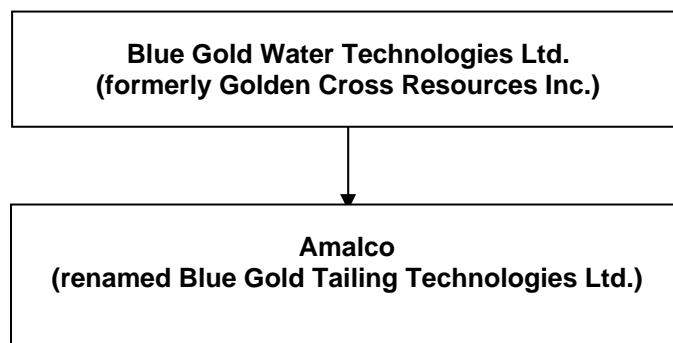 Blue Gold Water Technologies Ltd.
(formerly Golden Cross Resources Inc.)
Amalco
(renamed Blue Gold Tailing Technologies Ltd.)